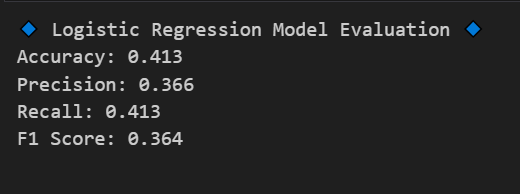 🔹 Logistic Regression Model Evaluation 🔹
Accuracy: 0.413
Precision: 0.366
Recall: 0.413
F1 Score: 0.364